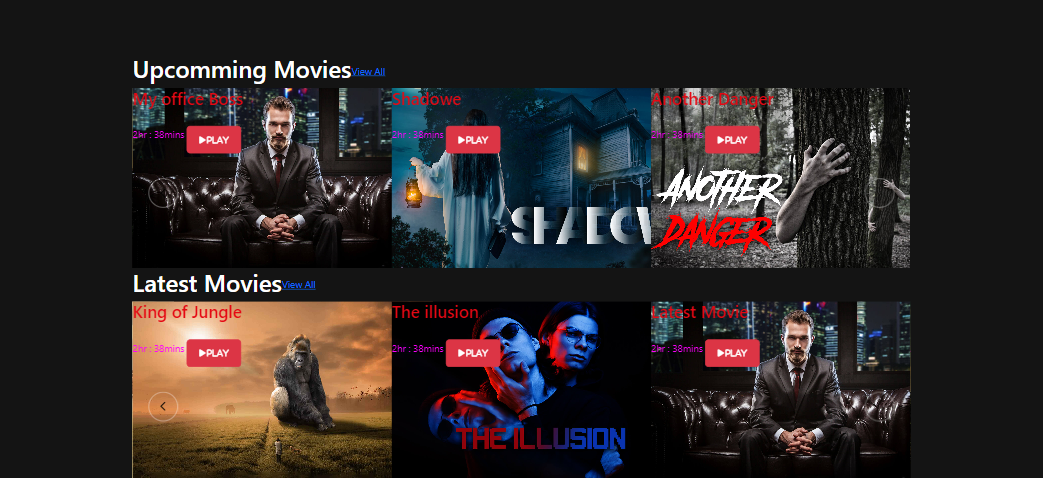 Upcomming Movies View All
My office Boss
2hr : 38mins PLAY
Shadowe
2hr : 38mins PLAY
SHADOW
Another Danger
2hr : 38mins PLAY
ANOTHER
DANGER
Latest Movies View All
King of Jungle
2hr : 38mins PLAY
The illusion
2hr : 38mins PLAY
THE ILLUSION
Latest Movie
2hr : 38mins PLAY